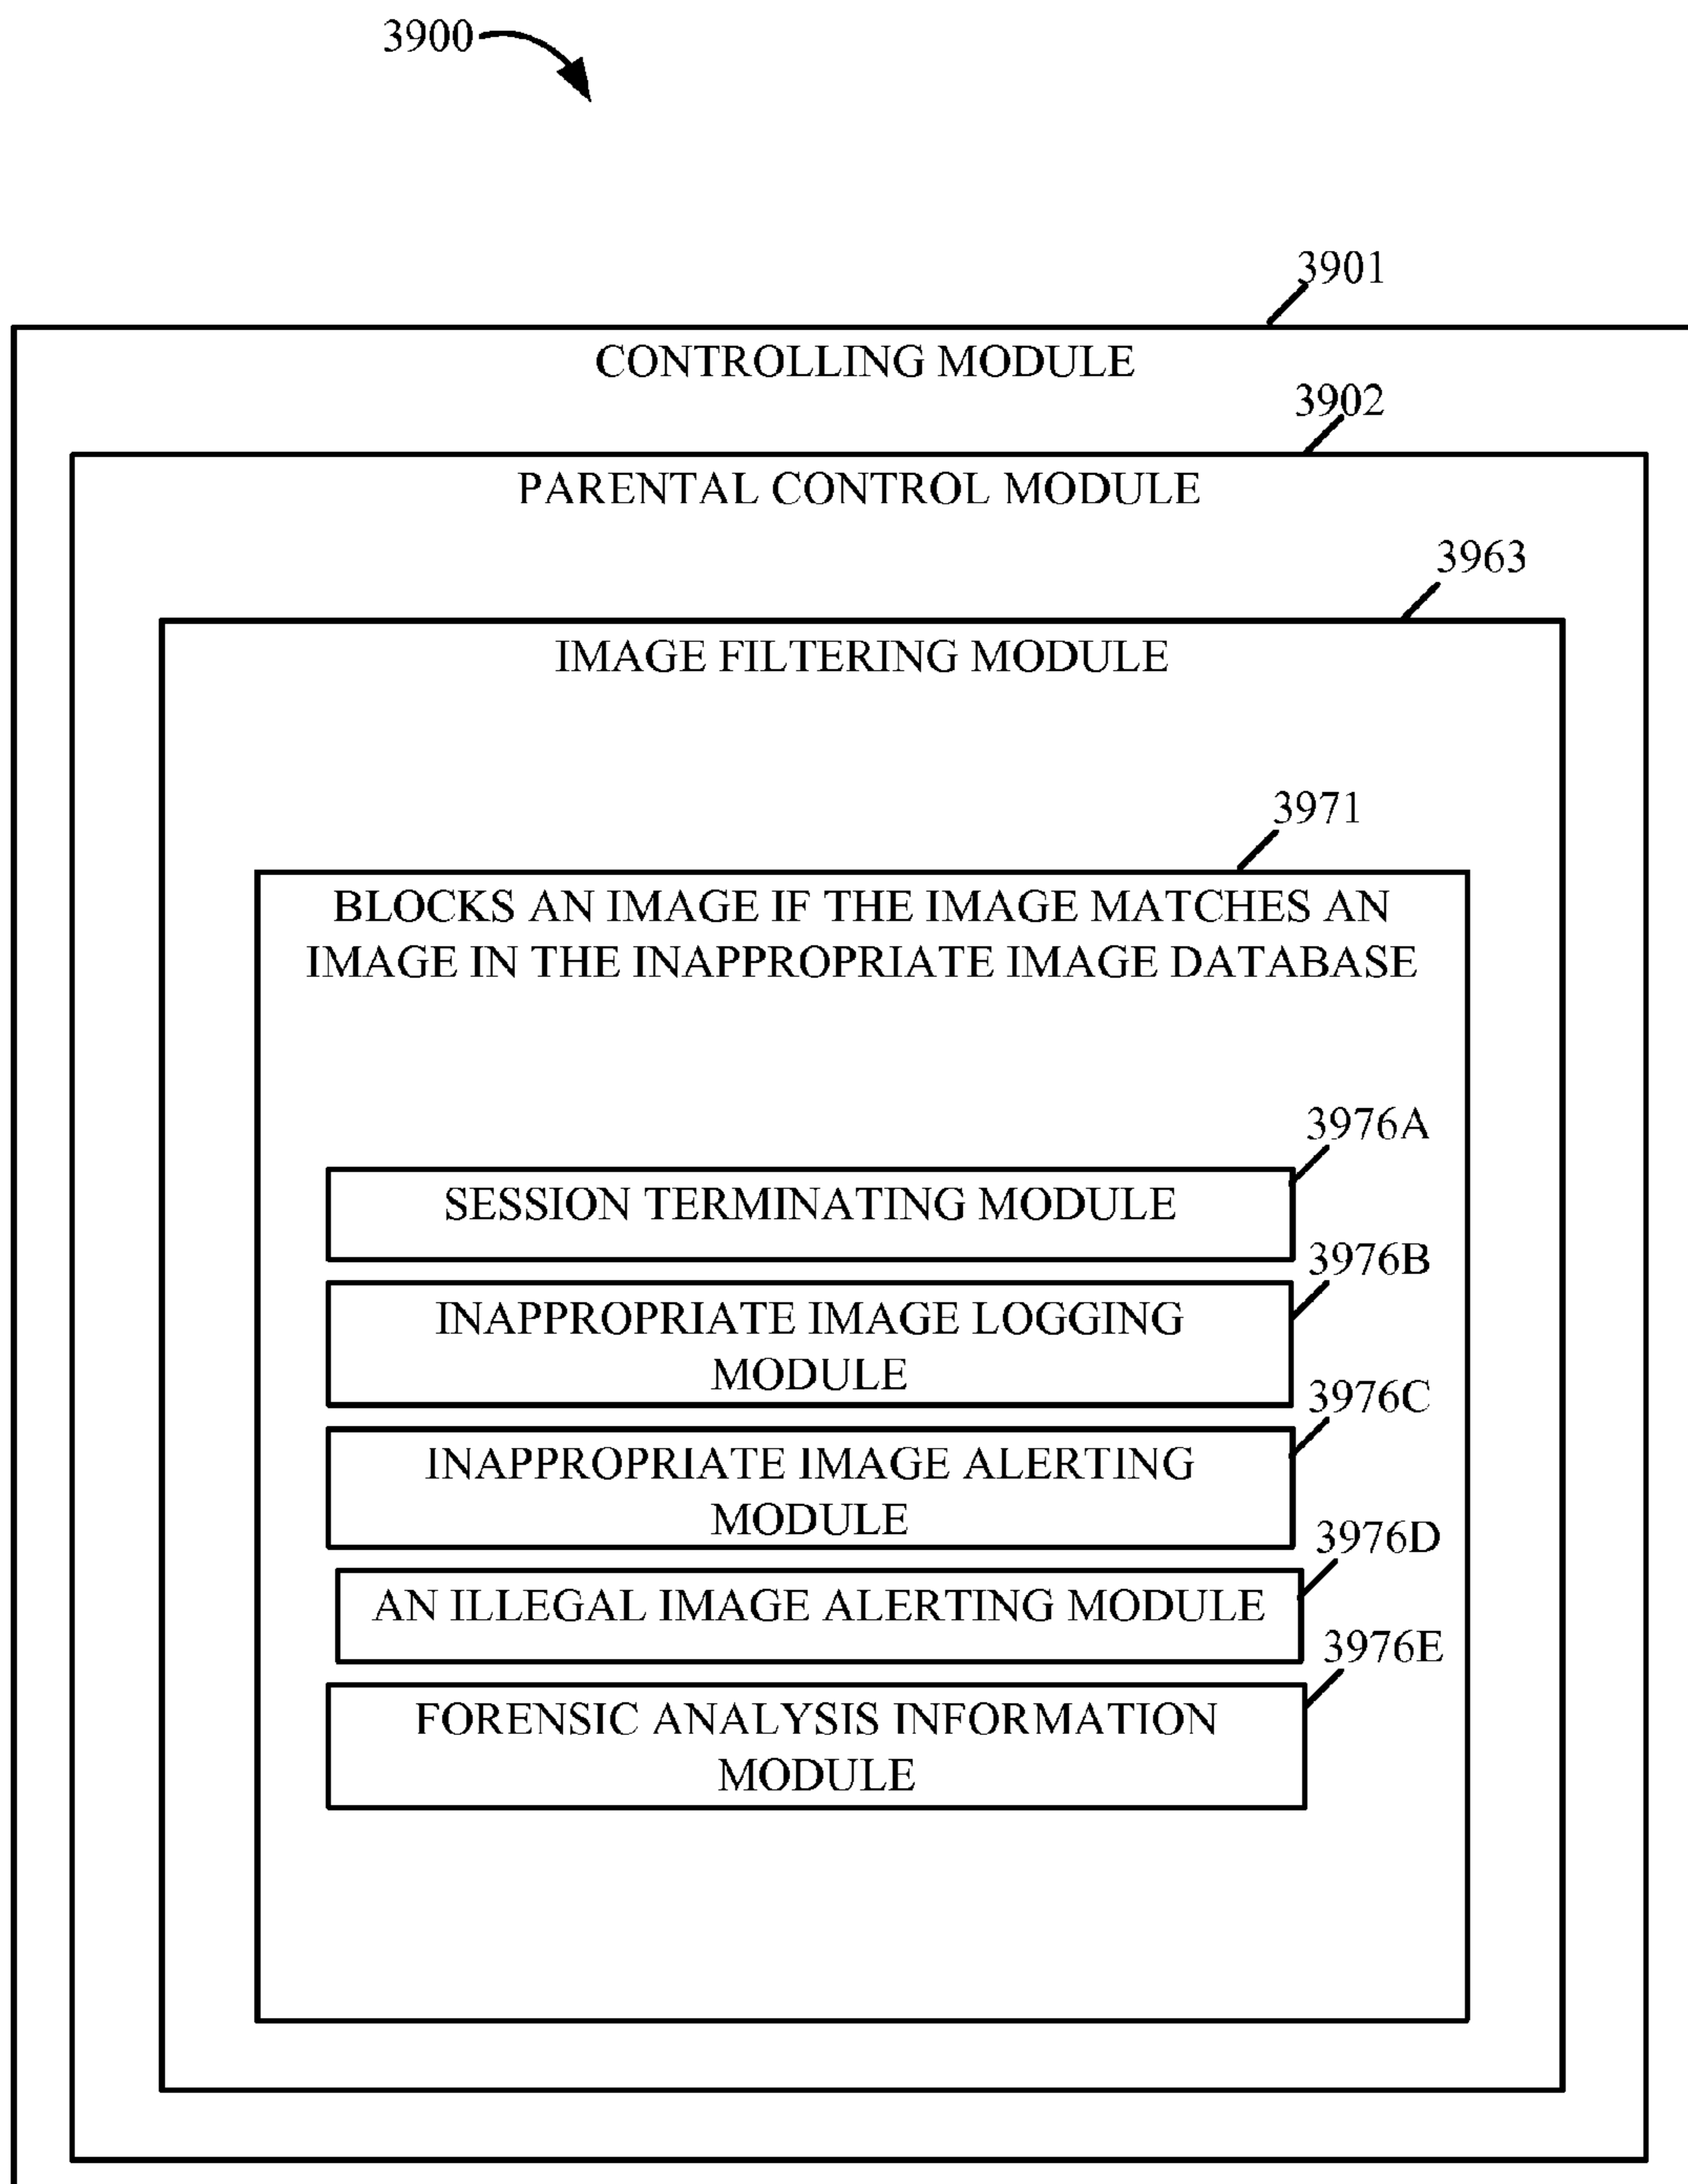 3900
3901
CONTROLLING MODULE
3902
PARENTAL CONTROL MODULE
3963
IMAGE FILTERING MODULE
3971
BLOCKS AN IMAGE IF THE IMAGE MATCHES AN
IMAGE IN THE INAPPROPRIATE IMAGE DATABASE
3976A
SESSION TERMINATING MODULE
3976B
INAPPROPRIATE IMAGE LOGGING
MODULE
3976C
INAPPROPRIATE IMAGE ALERTING
MODULE
3976D
AN ILLEGAL IMAGE ALERTING MODULE
3976E
FORENSIC ANALYSIS INFORMATION
MODULE